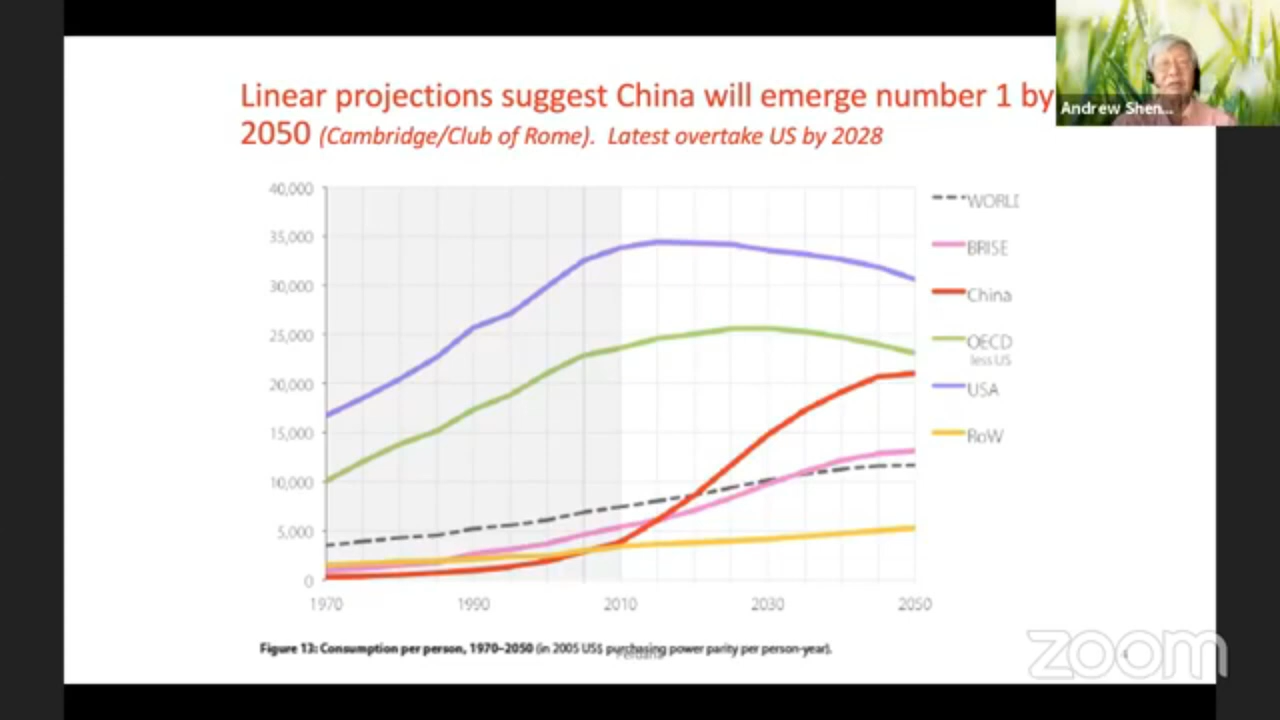 Linear projections suggest China will emerge number 1 by
2050 (Cambridge/Club of Rome). Latest overtake US by 2028
Andrew Shen...
40,000
35,000
30,000
25,000
20,000
15,000
10,000
5,000
0
1970
1990
2010
2030
2050
WORLD
BRISE
China
OECD
less US
USA
RoW
Figure 13: Consumption per person, 1970–2050 (in 2005 US$ purchasing power parity per person-year).
Perdana
zoom